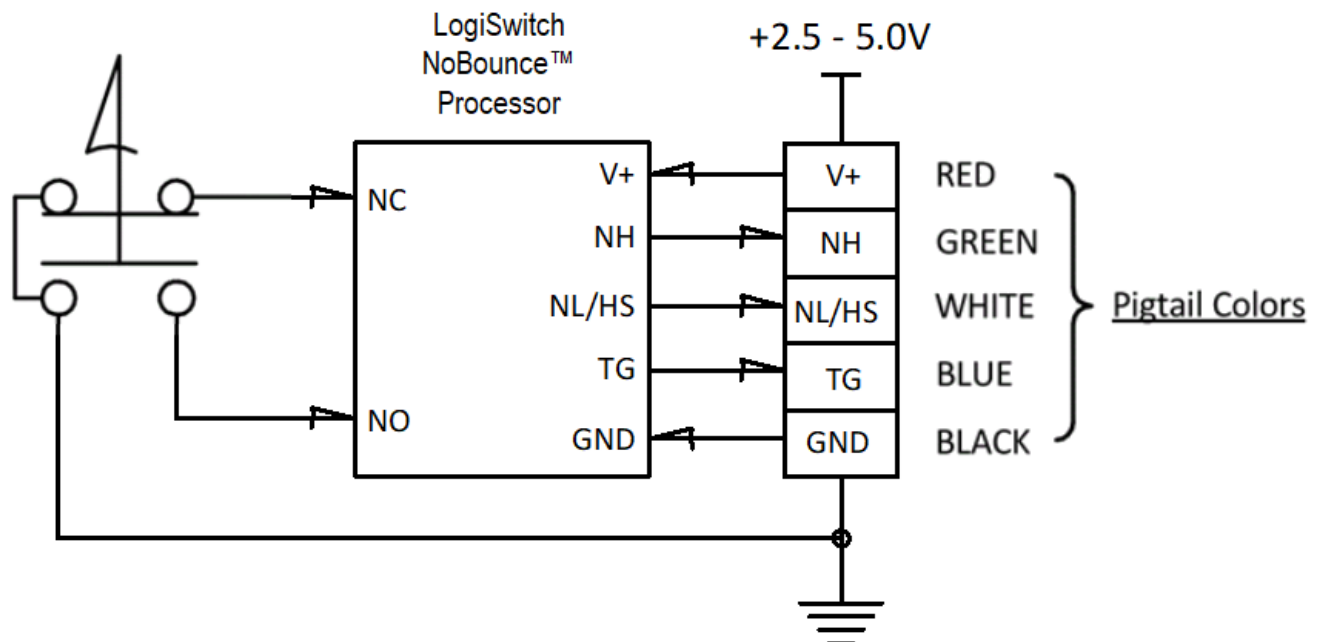 LogiSwitch
NoBounce™
Processor
+2.5 - 5.0V
NC
NO
V+
NH
NL/HS
TG
GND
V+
NH
NL/HS
TG
GND
RED
GREEN
WHITE
BLUE
BLACK
Pigtail Colors